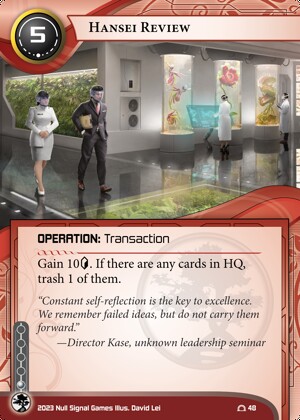 Hansei Review
5
OPERATION: Transaction
Gain 10. If there are any cards in HQ,
trash 1 of them.
“Constant self-reflection is the key to excellence.
We remember failed ideas, but do not carry them
forward.”
—Director Kase, unknown leadership seminar
2023 Null Signal Games Illus. David Lei
40